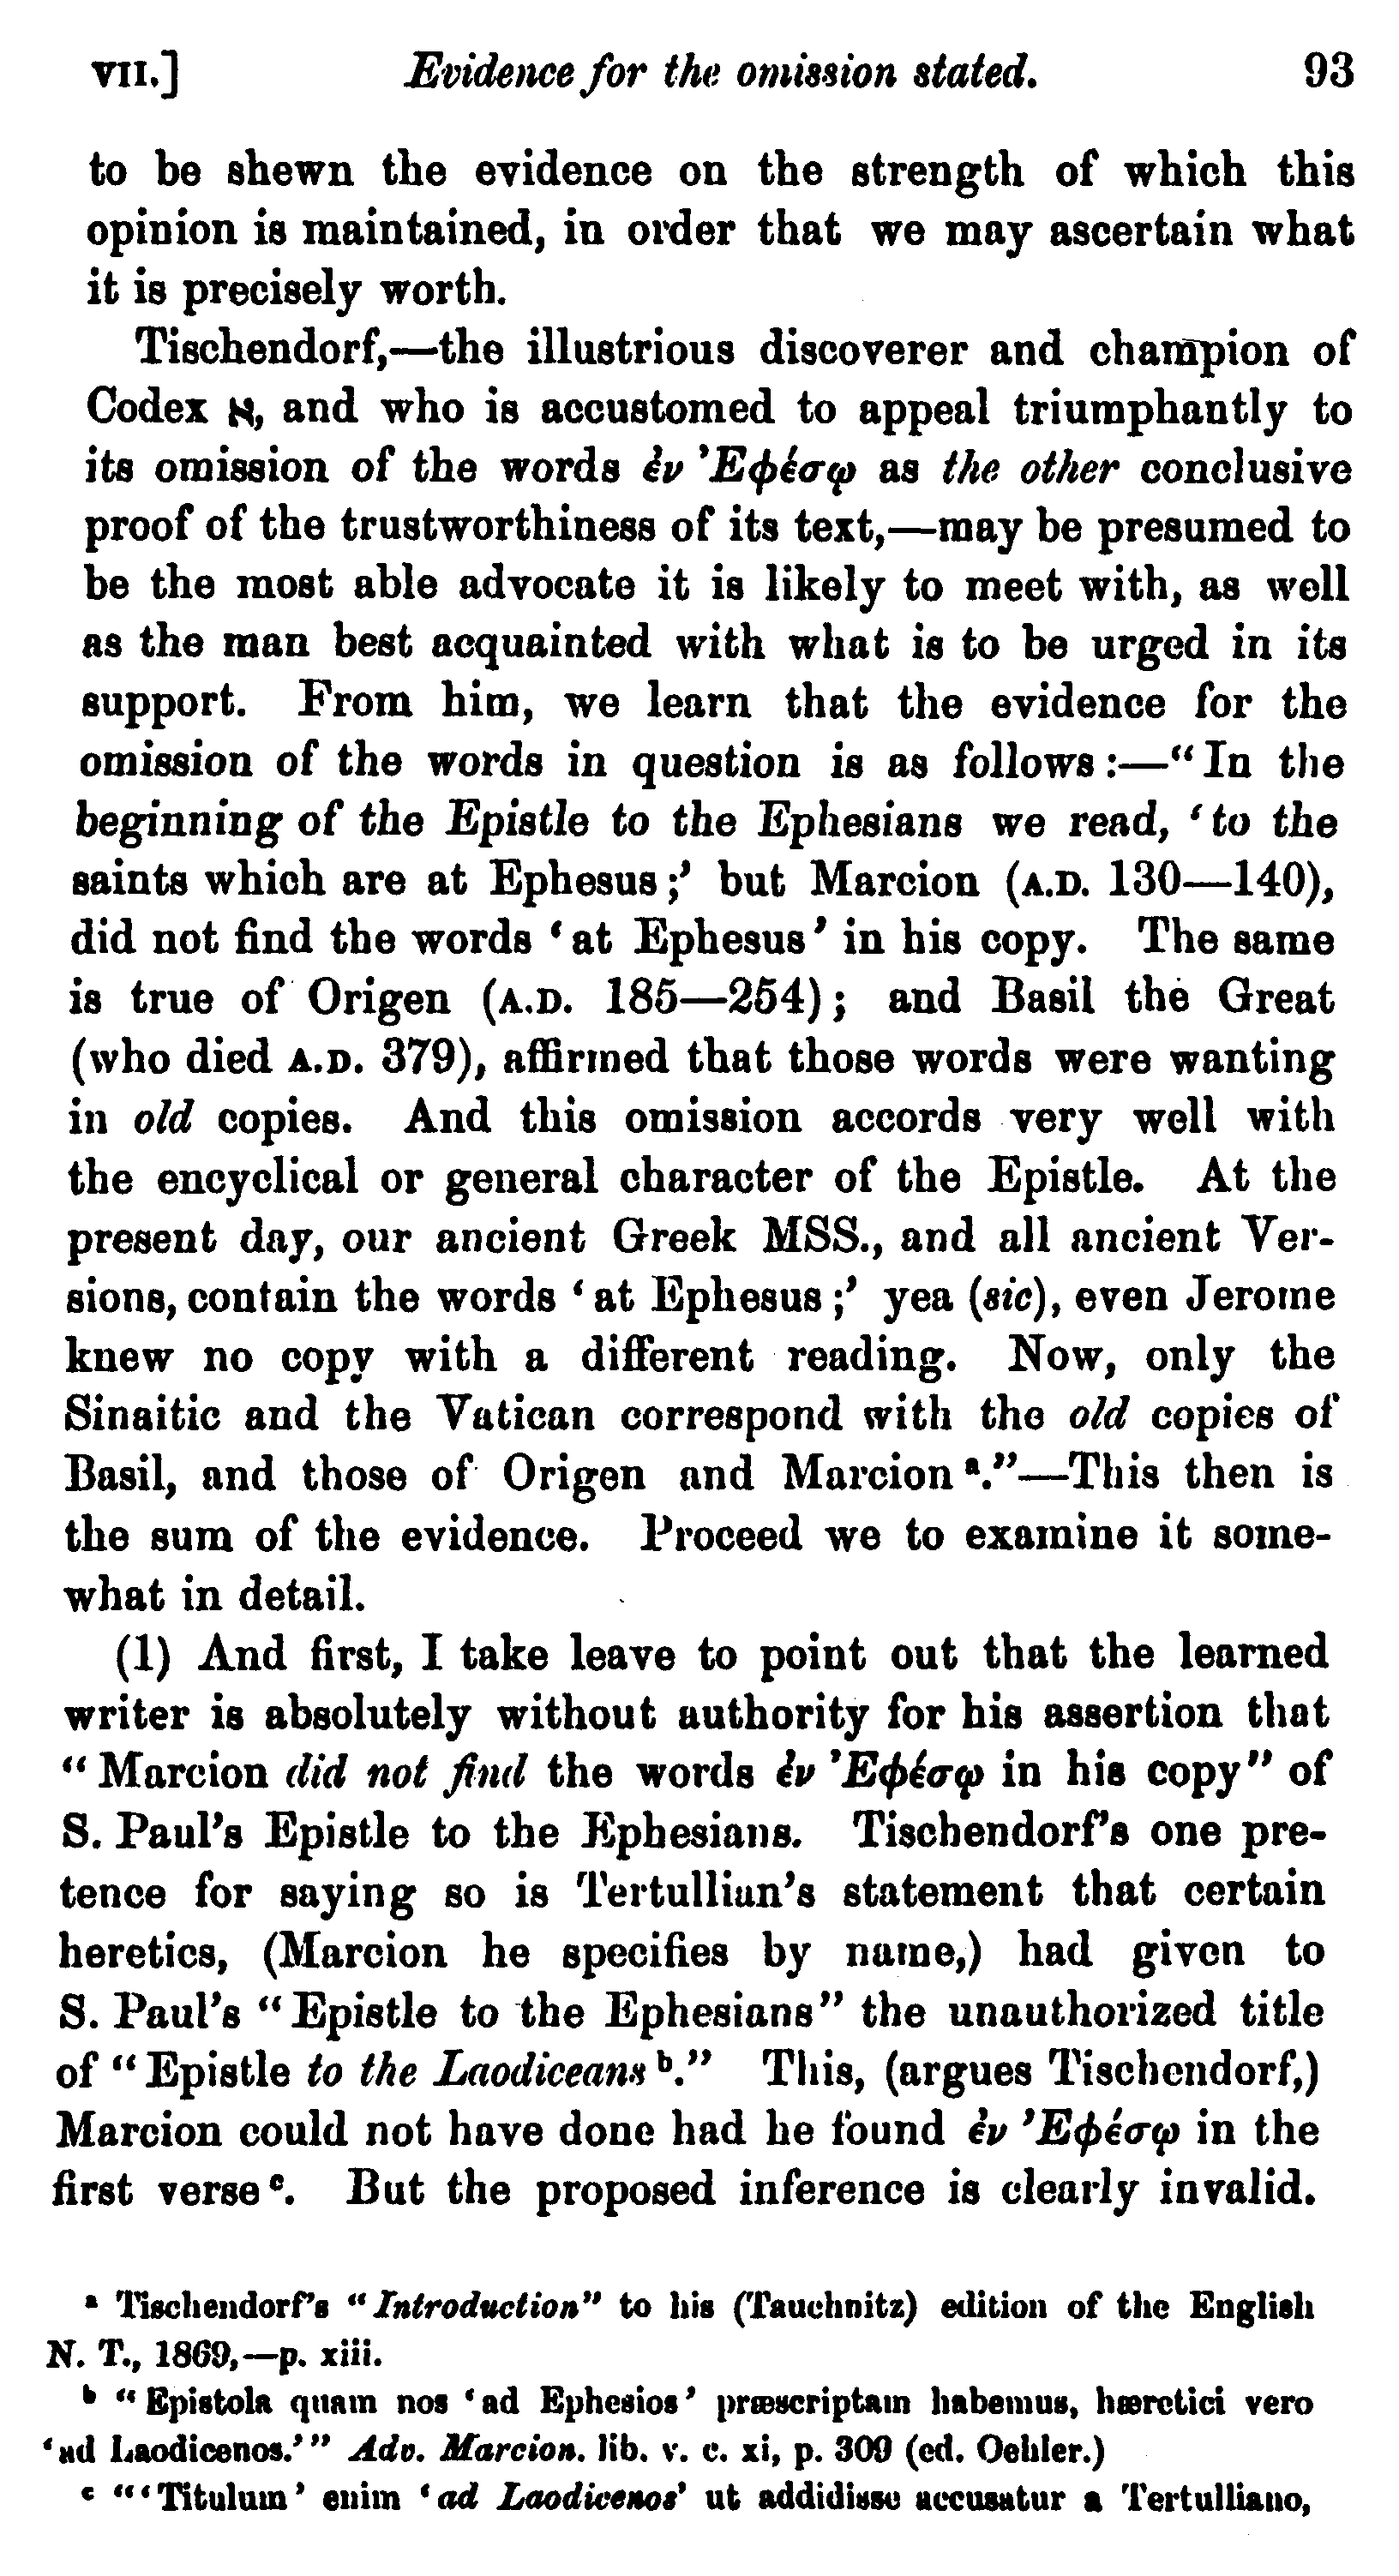 VII.] Evidence for the omission stated. 93
to be shewn the evidence on the strength of which this
opinion is maintained, in order that we may ascertain what
it is precisely worth.
Tischendorf,—the illustrious discoverer and champion of
Codex א, and who is accustomed to appeal triumphantly to
its omission of the words ἐν Ἐφέσῳ as the other conclusive
proof of the trustworthiness of its text,—may be presumed to
be the most able advocate it is likely to meet with, as well
as the man best acquainted with what is to be urged in its
support. From him, we learn that the evidence for the
omission of the words in question is as follows:—“In the
beginning of the Epistle to the Ephesians we read, ‘to the
saints which are at Ephesus;’ but Marcion (A.D. 130—140),
did not find the words ‘at Ephesus’ in his copy. The same
is true of Origen (A.D. 185—254); and Basil the Great
(who died A.D. 379), affirmed that those words were wanting
in old copies. And this omission accords very well with
the encyclical or general character of the Epistle. At the
present day, our ancient Greek MSS., and all ancient Ver-
sions, contain the words ‘at Ephesus;’ yea (sic), even Jerome
knew no copy with a different reading. Now, only the
Sinaitic and the Vatican correspond with the old copies of
Basil, and those of Origen and Marcion ᵃ.”—This then is
the sum of the evidence. Proceed we to examine it some-
what in detail.
(1) And first, I take leave to point out that the learned
writer is absolutely without authority for his assertion that
“Marcion did not find the words ἐν Ἐφέσῳ in his copy” of
S. Paul’s Epistle to the Ephesians. Tischendorf’s one pre-
tence for saying so is Tertullian’s statement that certain
heretics, (Marcion he specifies by name,) had given to
S. Paul’s “Epistle to the Ephesians” the unauthorized title
of “Epistle to the Laodiceans ᵇ.” This, (argues Tischendorf,)
Marcion could not have done had he found ἐν Ἐφέσῳ in the
first verse ᶜ. But the proposed inference is clearly invalid.
ᵃ Tischendorf’s “Introduction” to his (Tauchnitz) edition of the English
N. T., 1869,—p. xiii.
ᵇ “Epistola quam nos ‘ad Ephesios’ præscriptam habemus, hæretici vero
‘ad Laodicenos.’” Adv. Marcion. lib. v. c. xi, p. 309 (ed. Oehler.)
ᶜ “‘Titulum’ enim ‘ad Laodicenos’ ut addidisse accusatur a Tertulliano,